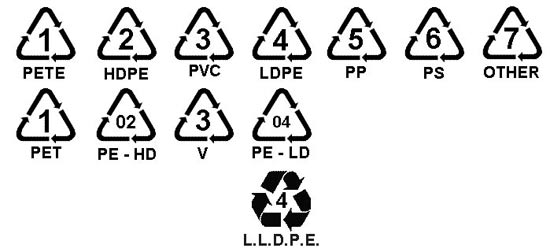 1 2 3 4 5 6 7
PETE HDPE PVC LDPE PP PS OTHER
1 02 3 04
PET PE - HD V PE - LD
4
L.L.D.P.E.